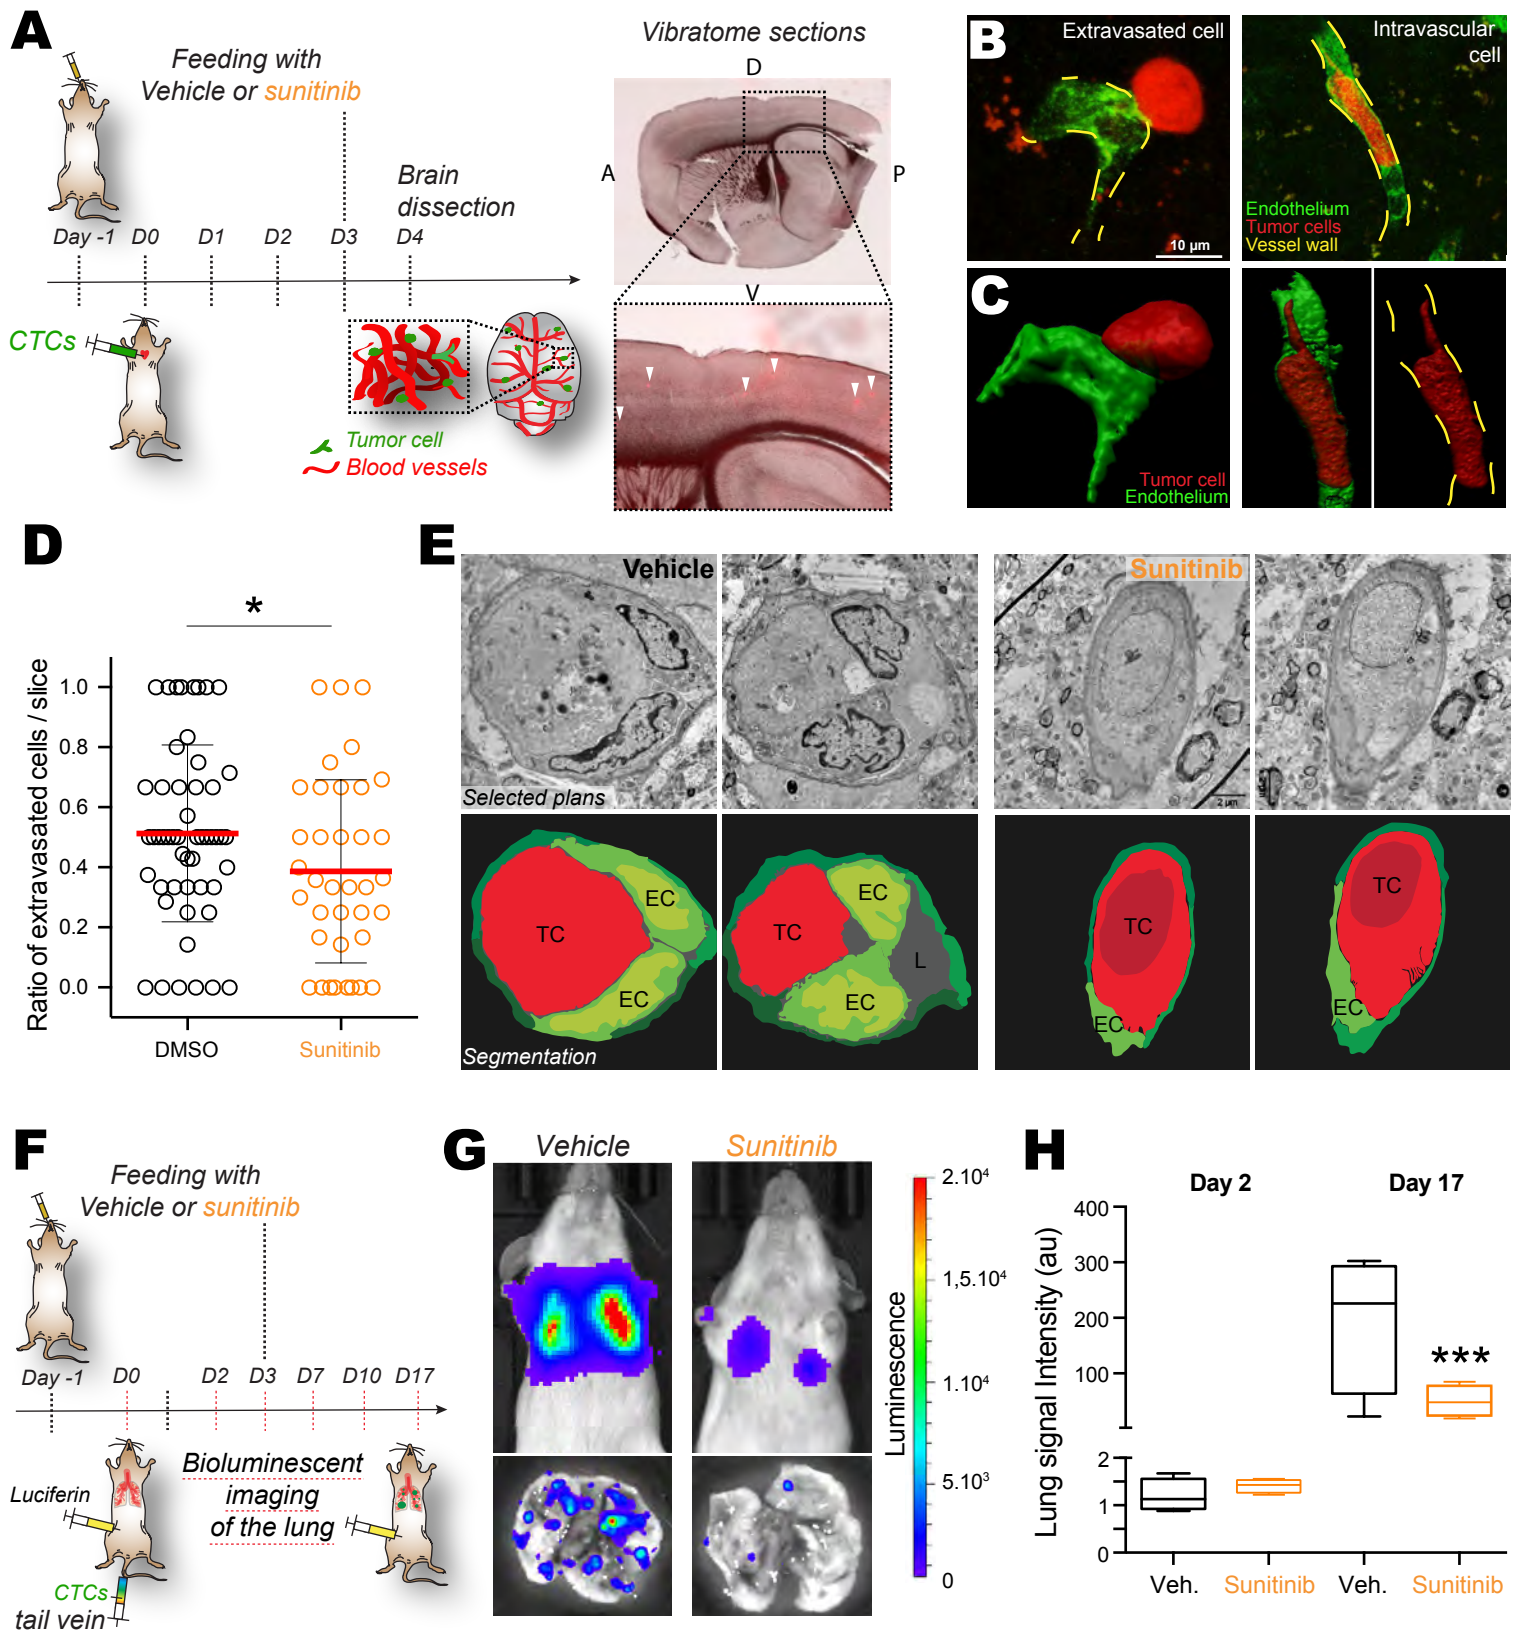 A
Feeding with
Vehicle or sunitinib
Brain
dissection
Day -1 D0 D1 D2 D3 D4
CTCs
Tumor cell
Blood vessels
Vibratome sections
D
A
P
V
B
Extravasated cell
10 µm
Intravascular
cell
Endothelium
Tumor cells
Vessel wall
C
Tumor cell
Endothelium
D
*
Ratio of extravasated cells / slice
1.0
0.8
0.6
0.4
0.2
0.0
DMSO
Sunitinib
E
Vehicle
Sunitinib
Selected plans
2 µm
TC
EC
EC
TC
EC
EC
L
TC
EC
TC
EC
Segmentation
F
Feeding with
Vehicle or sunitinib
Day -1 D0 D2 D3 D7 D10 D17
Luciferin
Bioluminescent
imaging
of the lung
CTCs
tail vein
G
Vehicle
Sunitinib
Luminescence
2.10⁴
1,5.10⁴
1.10⁴
5.10³
0
H
Day 2
Day 17
Lung signal Intensity (au)
400
300
200
100
2
1
0
***
Veh.
Sunitinib
Veh.
Sunitinib